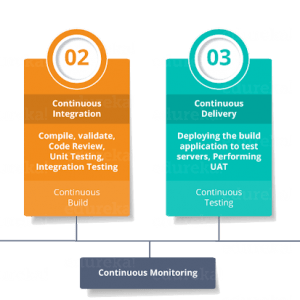 02
Continuous
Integration
Compile, validate,
Code Review,
Unit Testing,
Integration Testing
Continuous
Build
03
Continuous
Delivery
Deploying the build
application to test
servers, Performing
UAT
Continuous
Testing
Continuous Monitoring